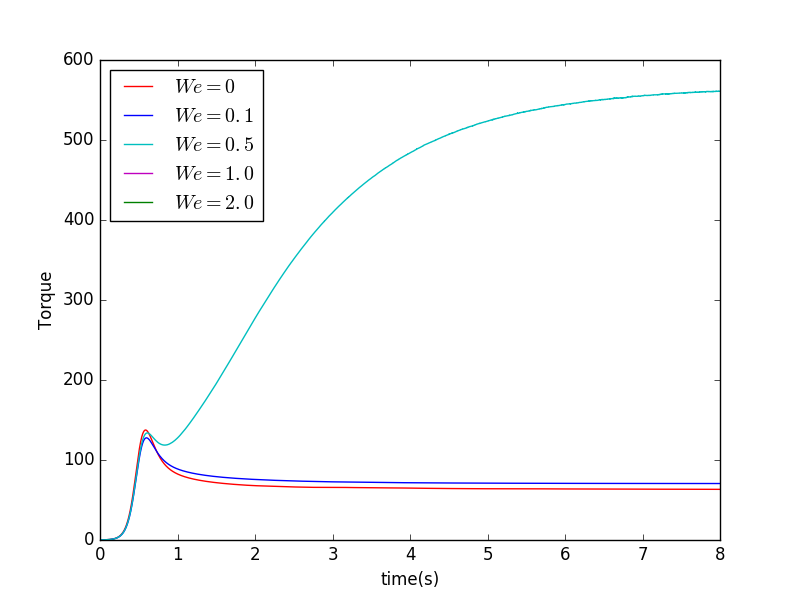 600
500
400
300
200
100
0
Torque
We = 0
We = 0.1
We = 0.5
We = 1.0
We = 2.0
0 1 2 3 4 5 6 7 8
time(s)